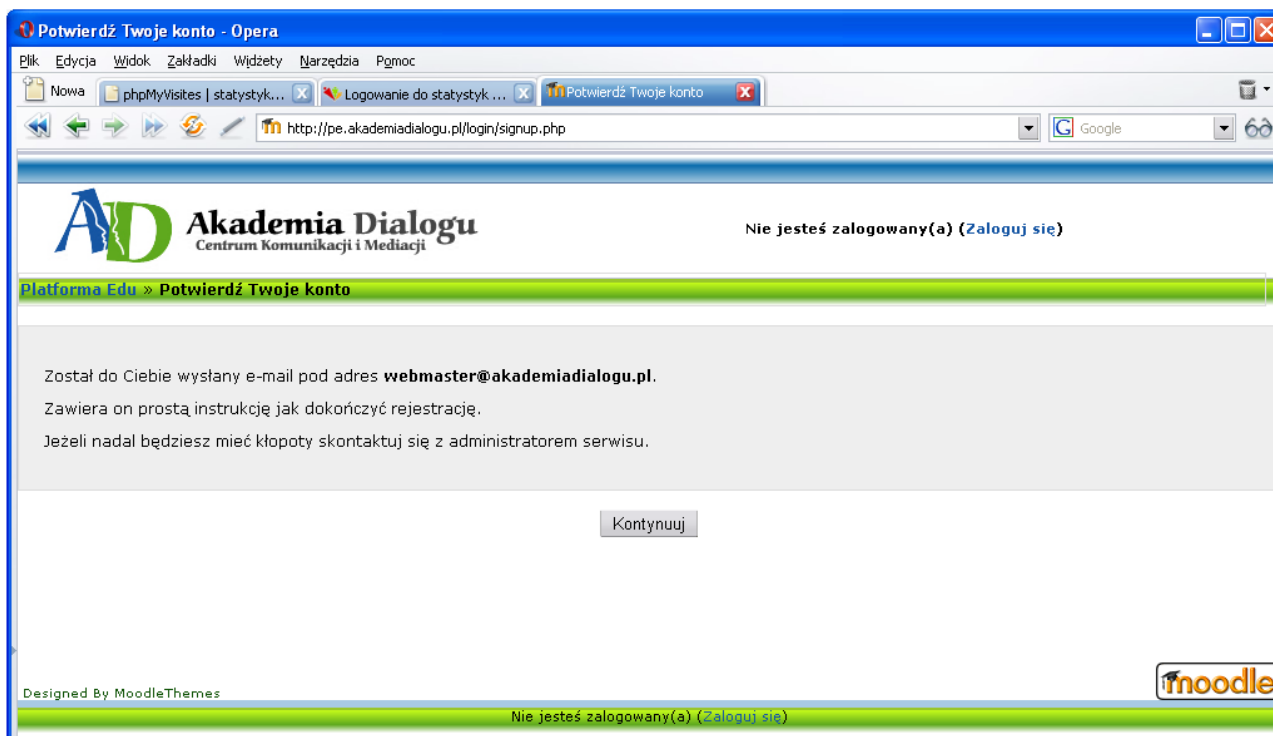 Potwierdź Twoje konto - Opera
Plik Edycja Widok Zakładki Widżety Narzędzia Pomoc
Nowa phpMyVisites | statystyk... Logowanie do statystyk ... Potwierdź Twoje konto
http://pe.akademiadialogu.pl/login/signup.php Google
AD Akademia Dialogu
Centrum Komunikacji i Mediacji
Nie jesteś zalogowany(a) (Zaloguj się)
Platforma Edu » Potwierdź Twoje konto
Został do Ciebie wysłany e-mail pod adres webmaster@akademiadialogu.pl.
Zawiera on prostą instrukcję jak dokończyć rejestrację.
Jeżeli nadal będziesz mieć kłopoty skontaktuj się z administratorem serwisu.
Kontynuuj
moodle
Designed By MoodleThemes
Nie jesteś zalogowany(a) (Zaloguj się)